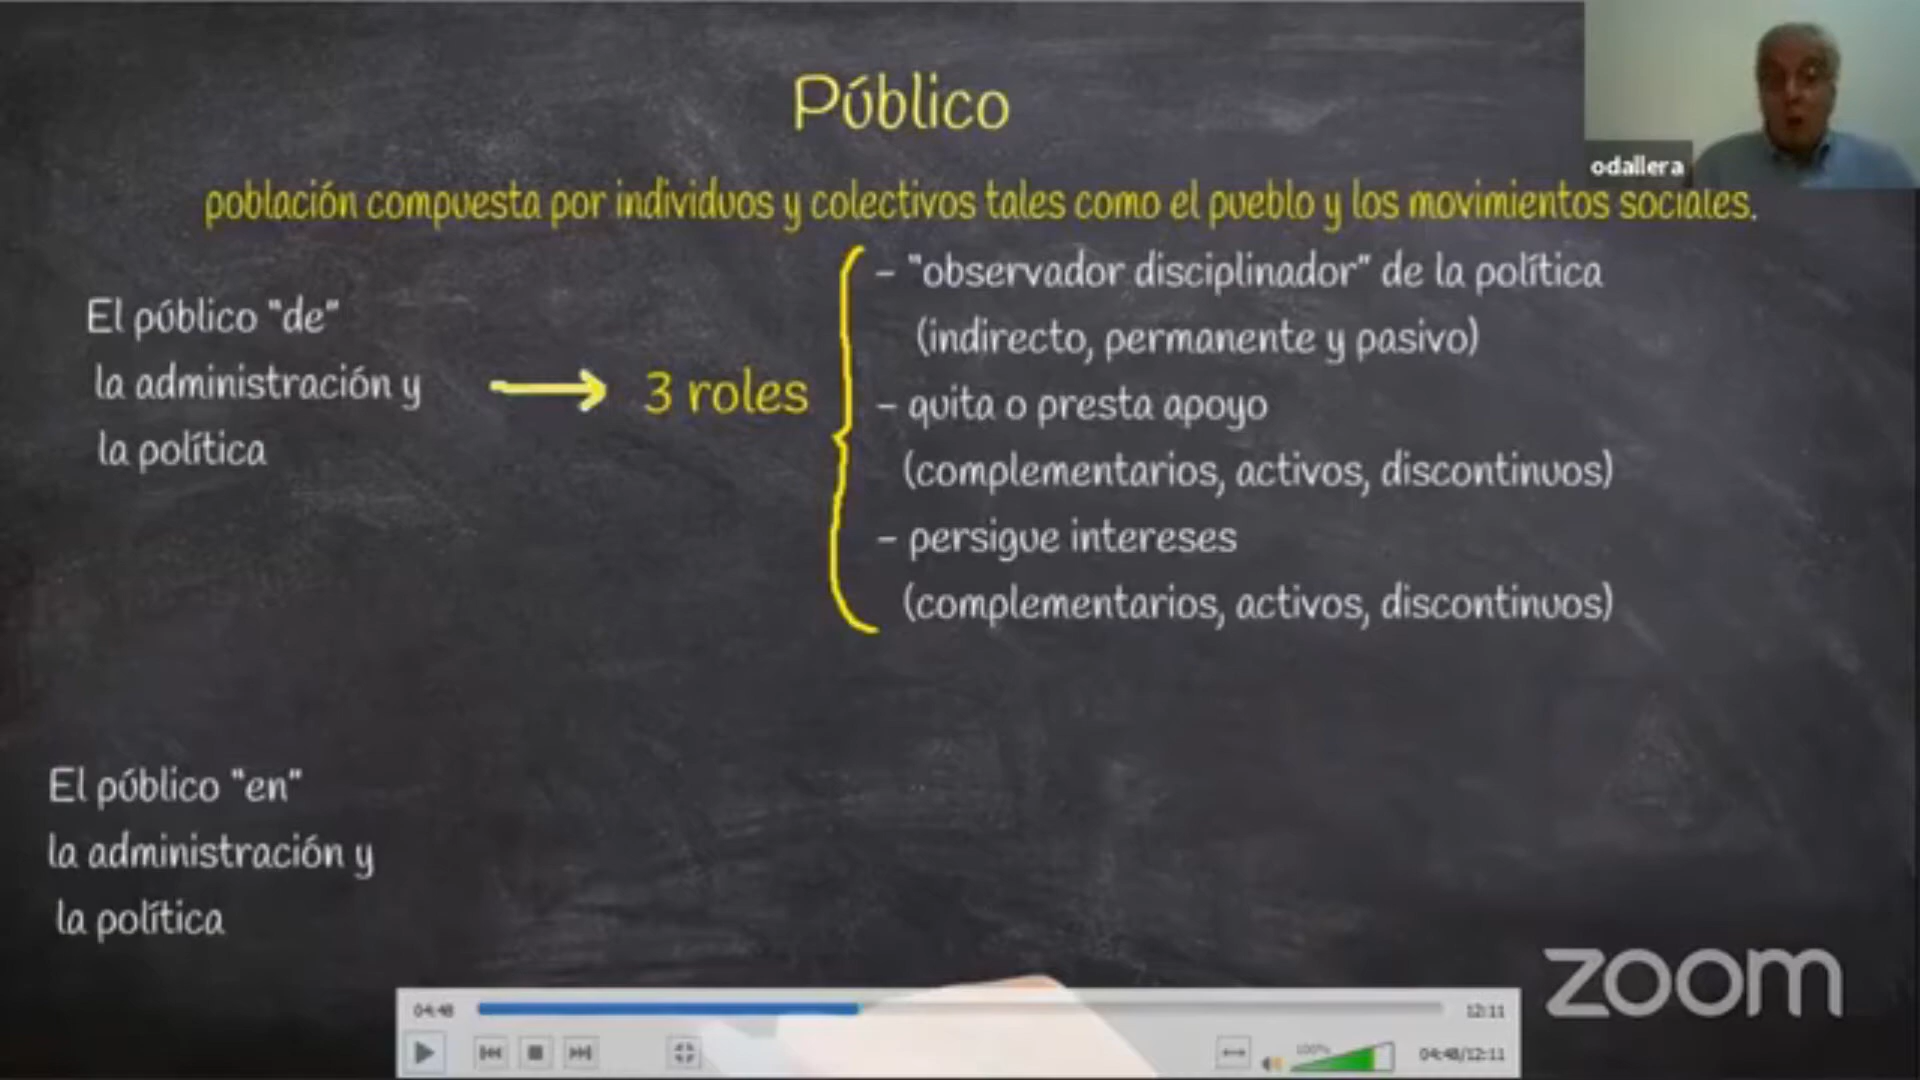 Público
odallera
población compuesta por individuos y colectivos tales como el pueblo y los movimientos sociales.
El público "de"
la administración y
la política
3 roles
- "observador disciplinador" de la política
(indirecto, permanente y pasivo)
- quita o presta apoyo
(complementarios, activos, discontinuos)
- persigue intereses
(complementarios, activos, discontinuos)
El público "en"
la administración y
la política
zoom
04:48
12:11
100%
04:48/12:11